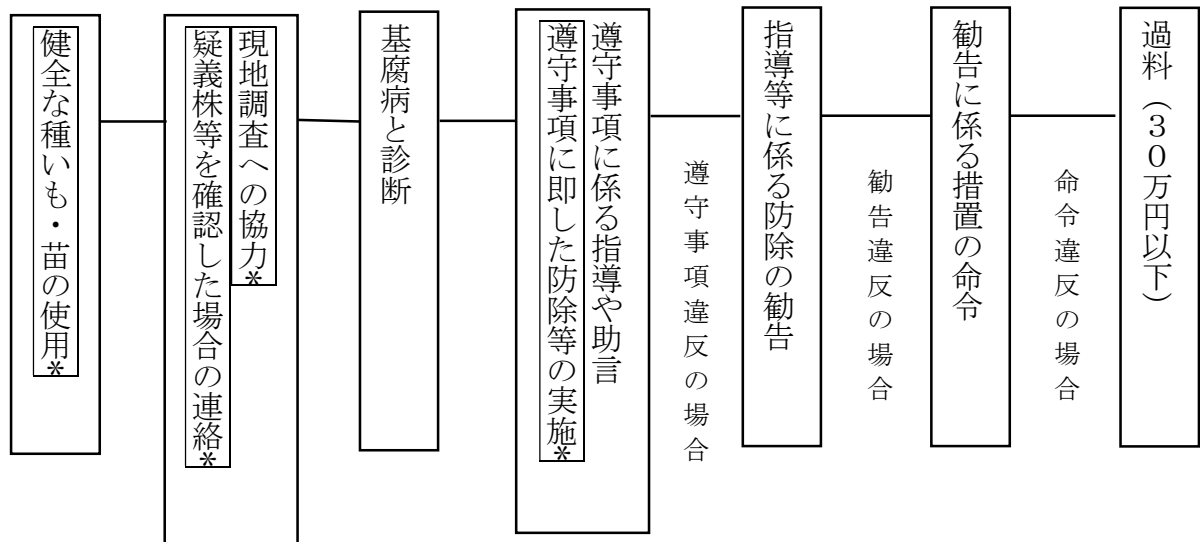 健全な種いも・苗の使用*
現地調査への協力*
疑義株等を確認した場合の連絡*
基腐病と診断
遵守事項に係る指導や助言
遵守事項に即した防除等の実施*
遵守事項違反の場合
指導等に係る防除の勧告
勧告違反の場合
勧告に係る措置の命令
命令違反の場合
過料（３０万円以下）